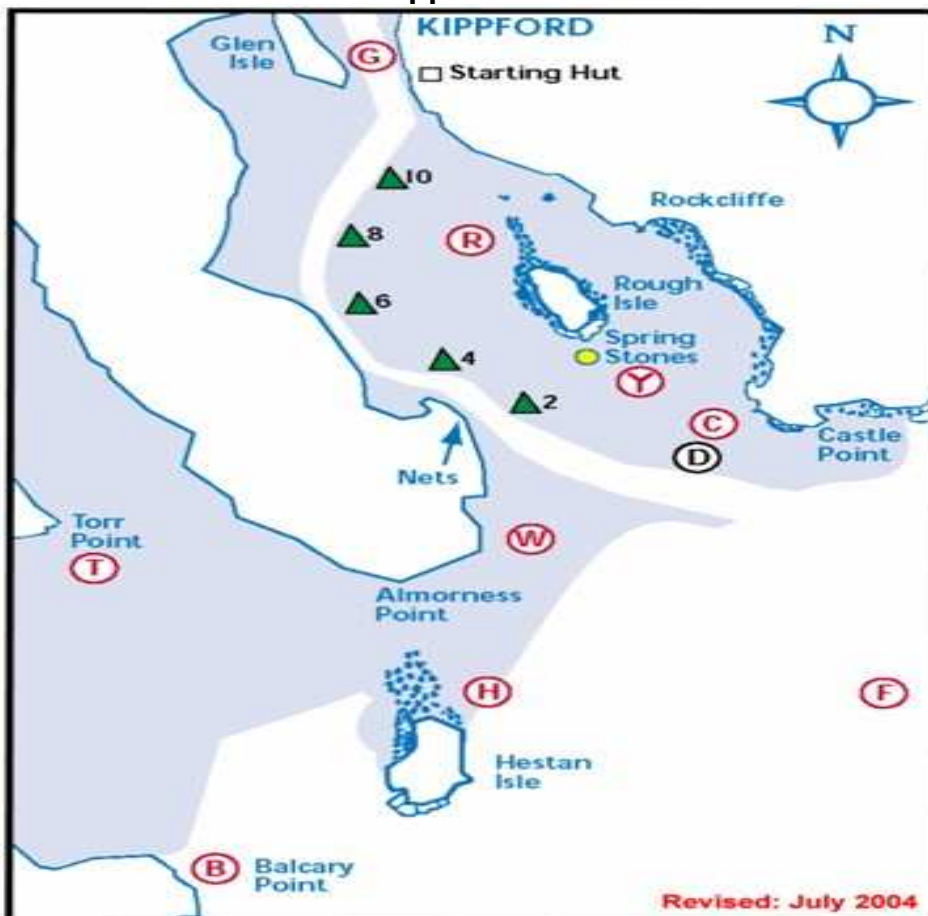 KIPPFORD
Glen
Isle
G
Starting Hut
N
10
Rockcliffe
8
R
Rough
Isle
6
Spring
Stones
4
Y
2
C
Castle
Point
D
Nets
Torr
Point
W
T
Almorness
Point
H
F
Hestan
Isle
B
Balcary
Point
Revised: July 2004